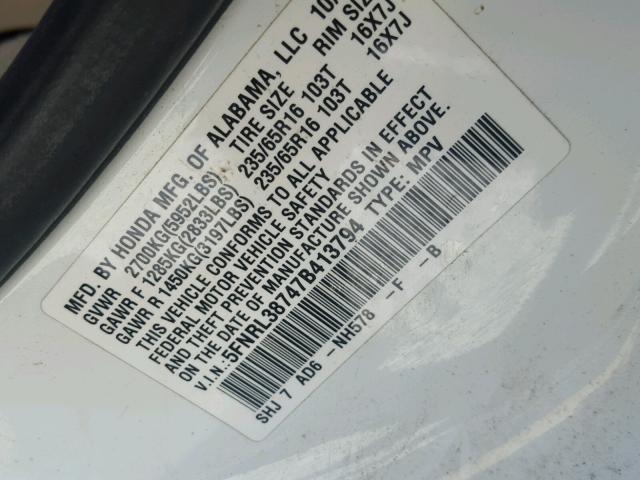 MFD. BY HONDA MFG. OF ALABAMA, LLC 10
GVWR 2700KG(5952LBS) TIRE SIZE RIM SIZ
GAWR F 1285KG(2833LBS) 235/65R16 103T 16X7J
GAWR R 1450KG(3197LBS) 235/65R16 103T 16X7J
THIS VEHICLE CONFORMS TO ALL APPLICABLE
FEDERAL MOTOR VEHICLE SAFETY
AND THEFT PREVENTION STANDARDS IN EFFECT
ON THE DATE OF MANUFACTURE SHOWN ABOVE.
V.I.N.:5FNRL38747B413794 TYPE: MPV
SHJ 7 AD6 -NH578 -F -B